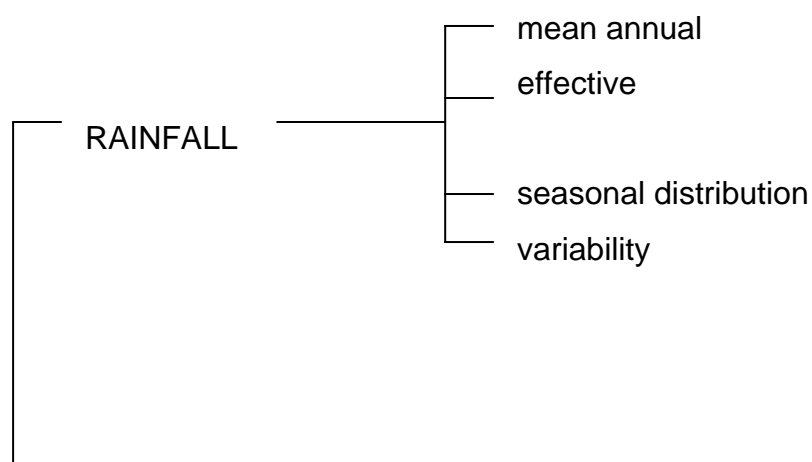 mean annual
effective
RAINFALL
seasonal distribution
variability